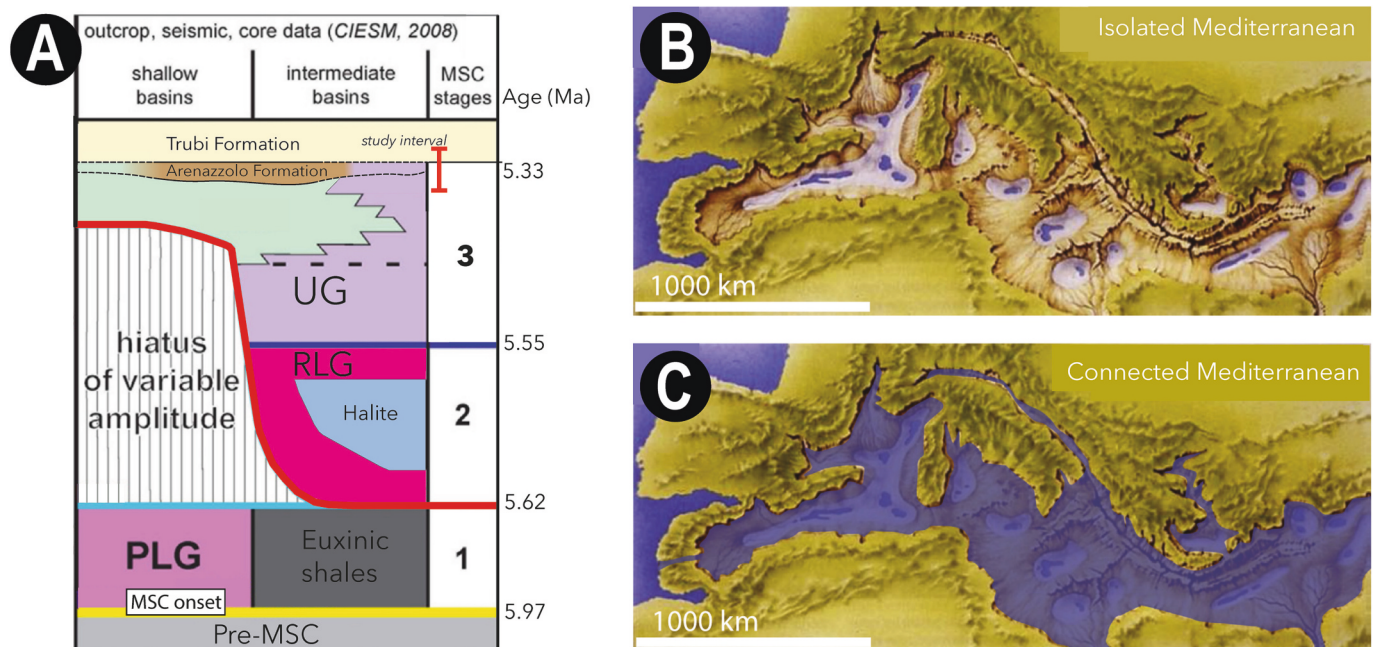 A
outcrop, seismic, core data (CIESM, 2008)
shallow
basins
intermediate
basins
MSC
stages
Age (Ma)
Trubi Formation
study interval
Arenazzolo Formation
5.33
3
UG
hiatus
of variable
amplitude
5.55
RLG
Halite
2
5.62
PLG
Euxinic
shales
1
MSC onset
5.97
Pre-MSC
B
Isolated Mediterranean
1000 km
C
Connected Mediterranean
1000 km